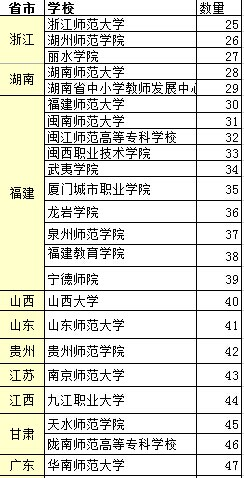 省市 学校 数量
浙江 浙江师范大学 25
湖州师范学院 26
丽水学院 27
湖南 湖南师范大学 28
湖南省中小学教师发展中心 29
福建 福建师范大学 30
闽南师范大学 31
闽江师范高等专科学校 32
闽西职业技术学院 33
武夷学院 34
厦门城市职业学院 35
龙岩学院 36
泉州师范学院 37
福建教育学院 38
宁德师院 39
山西 山西大学 40
山东 山东师范大学 41
贵州 贵州师范学院 42
江苏 南京师范大学 43
江西 九江职业大学 44
甘肃 天水师范学院 45
陇南师范高等专科学校 46
广东 华南师范大学 47